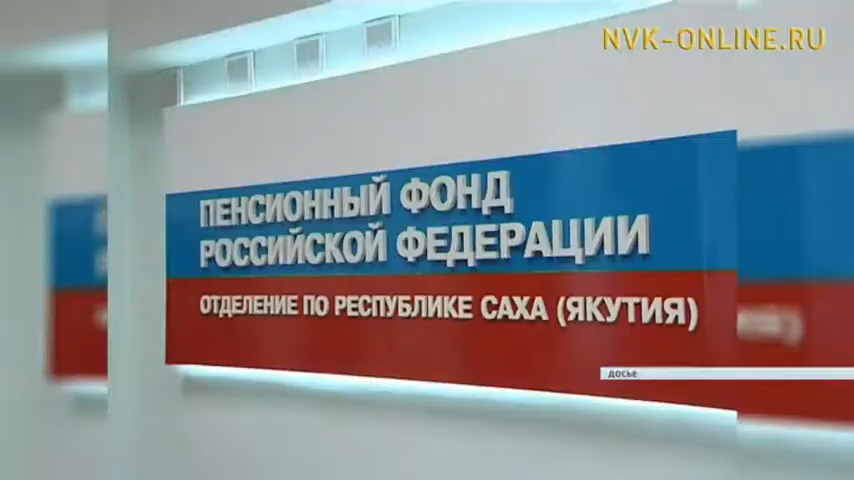 NVK-ONLINE.RU
ПЕНСИОННЫЙ ФОНД
РОССИЙСКОЙ ФЕДЕРАЦИИ
ОТДЕЛЕНИЕ ПО РЕСПУБЛИКЕ САХА (ЯКУТИЯ)
ДОСЬЕ